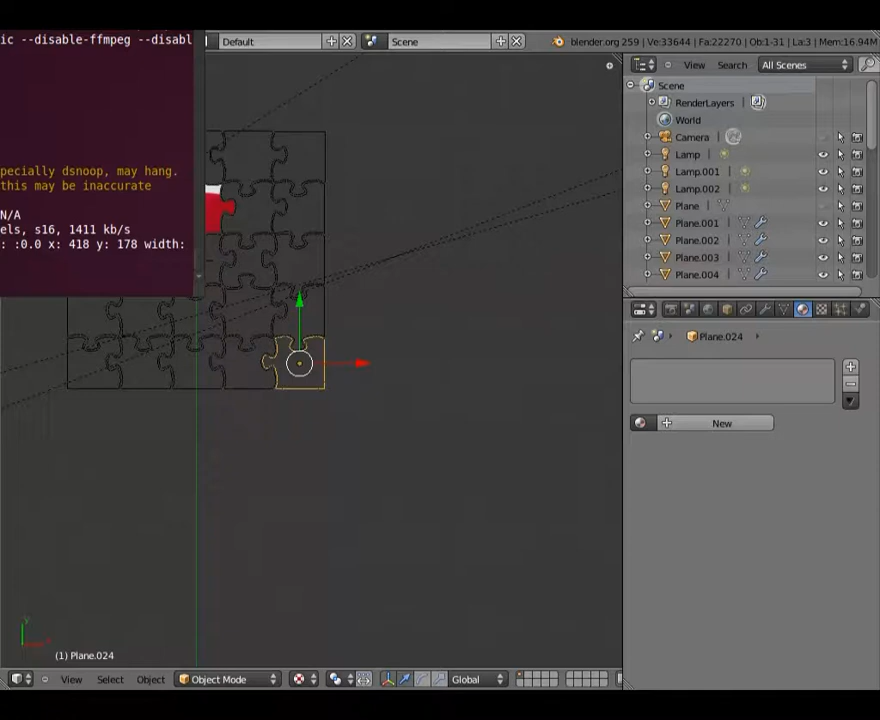 ic --disable-ffmpeg --disabl
Default
Scene
blender.org 259 | Ve:33644 | Fa:22270 | Ob:1-31 | La:3 | Mem:16.94M
View
Search
All Scenes
Scene
RenderLayers
World
Camera
Lamp
Lamp.001
Lamp.002
Plane
Plane.001
Plane.002
Plane.003
Plane.004
pecially dsnoop, may hang.
this may be inaccurate
N/A
els, s16, 1411 kb/s
: :0.0 x: 418 y: 178 width:
Plane.024
New
(1) Plane.024
View
Select
Object
Object Mode
Global